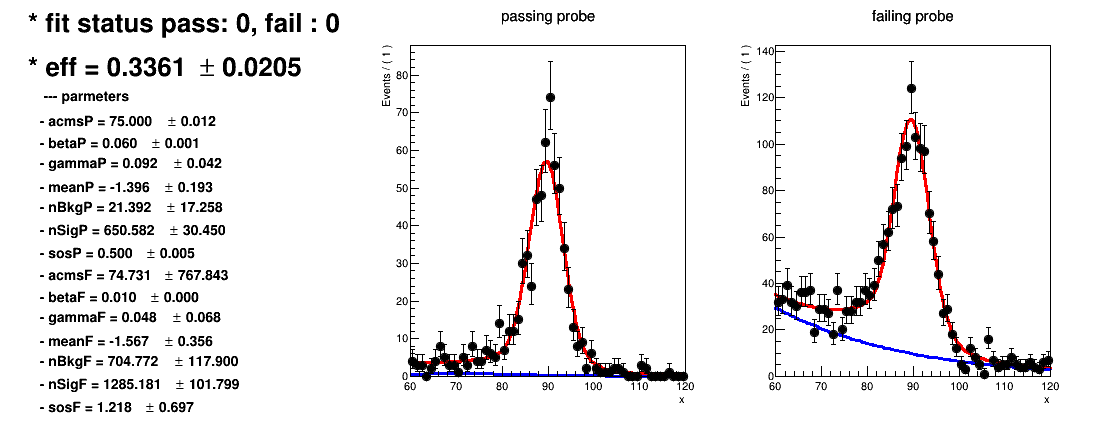 * fit status pass: 0, fail : 0
* eff = 0.3361 ± 0.0205
--- parmeters
- acmsP = 75.000 ± 0.012
- betaP = 0.060 ± 0.001
- gammaP = 0.092 ± 0.042
- meanP = -1.396 ± 0.193
- nBkgP = 21.392 ± 17.258
- nSigP = 650.582 ± 30.450
- sosP = 0.500 ± 0.005
- acmsF = 74.731 ± 767.843
- betaF = 0.010 ± 0.000
- gammaF = 0.048 ± 0.068
- meanF = -1.567 ± 0.356
- nBkgF = 704.772 ± 117.900
- nSigF = 1285.181 ± 101.799
- sosF = 1.218 ± 0.697
passing probe
Events / ( 1 )
80
70
60
50
40
30
20
10
0
60 70 80 90 100 110 120
x
failing probe
Events / ( 1 )
140
120
100
80
60
40
20
0
60 70 80 90 100 110 120
x